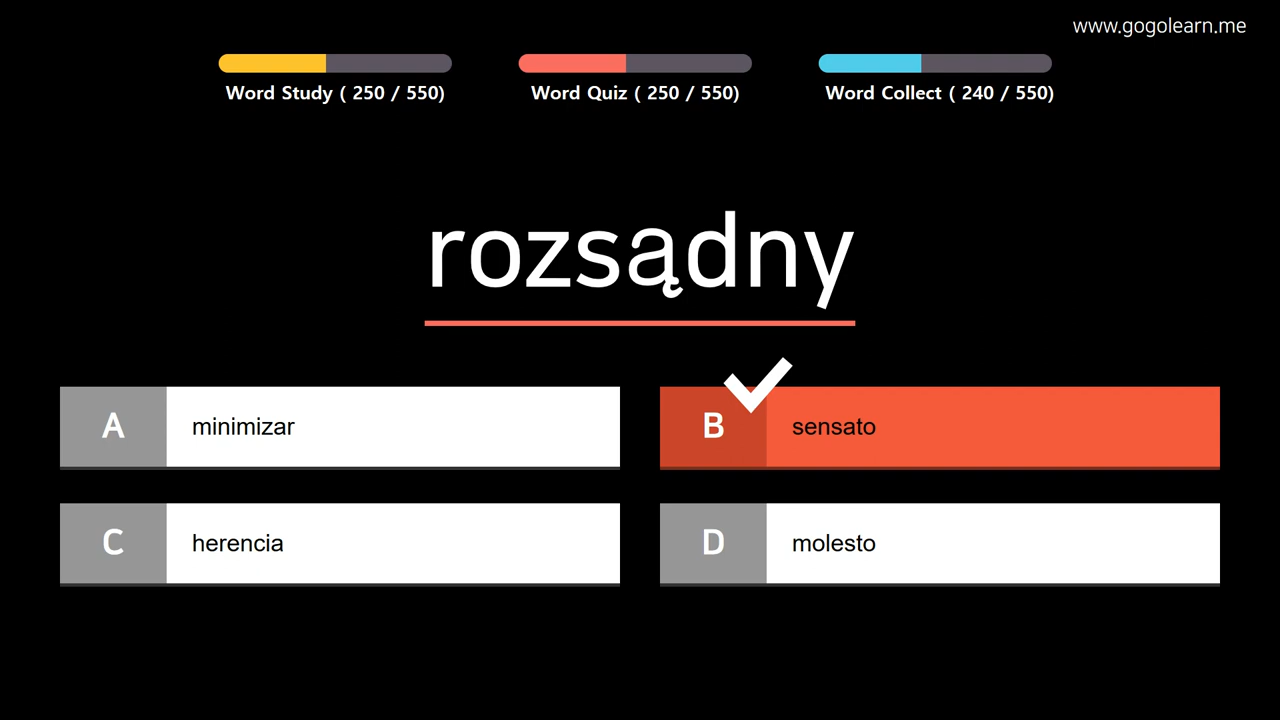 www.gogolearn.me
Word Study ( 250 / 550)
Word Quiz ( 250 / 550)
Word Collect ( 240 / 550)
rozsądny
A minimizar
B sensato
C herencia
D molesto